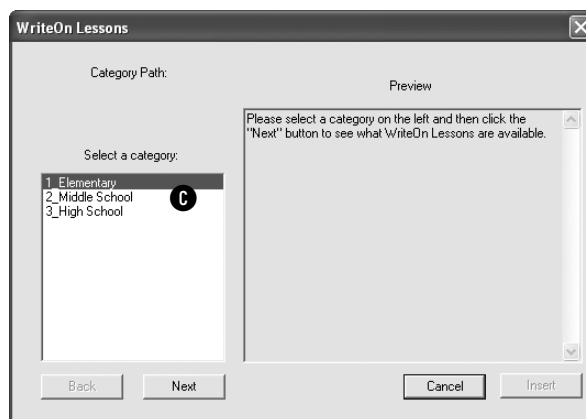 WriteOn Lessons
Category Path:
Preview
Please select a category on the left and then click the
"Next" button to see what WriteOn Lessons are available.
Select a category:
1_Elementary
2_Middle School
3_High School
C
Back
Next
Cancel
Insert